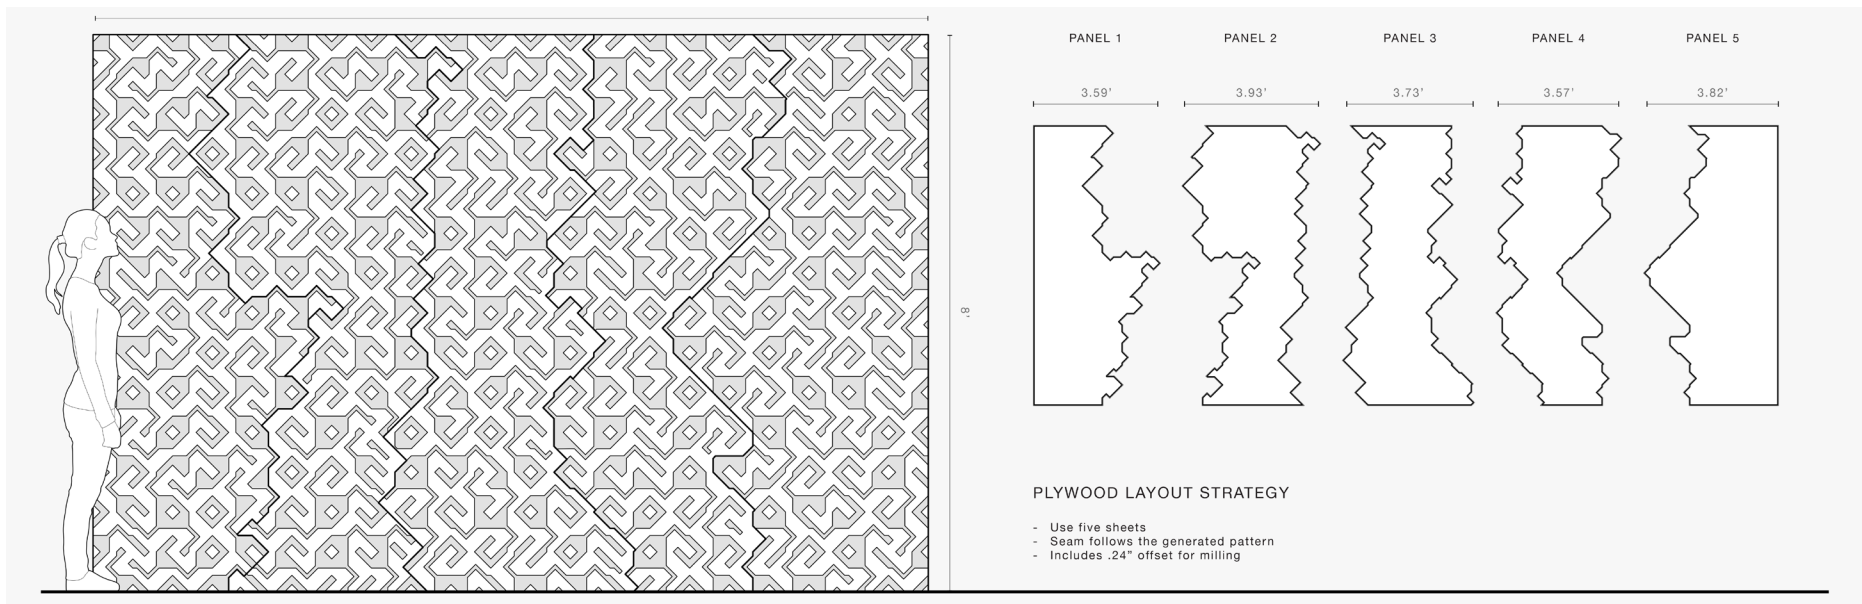 PANEL 1
PANEL 2
PANEL 3
PANEL 4
PANEL 5
3.59'
3.93'
3.73'
3.57'
3.82'
8'
PLYWOOD LAYOUT STRATEGY
- Use five sheets
- Seam follows the generated pattern
- Includes .24” offset for milling